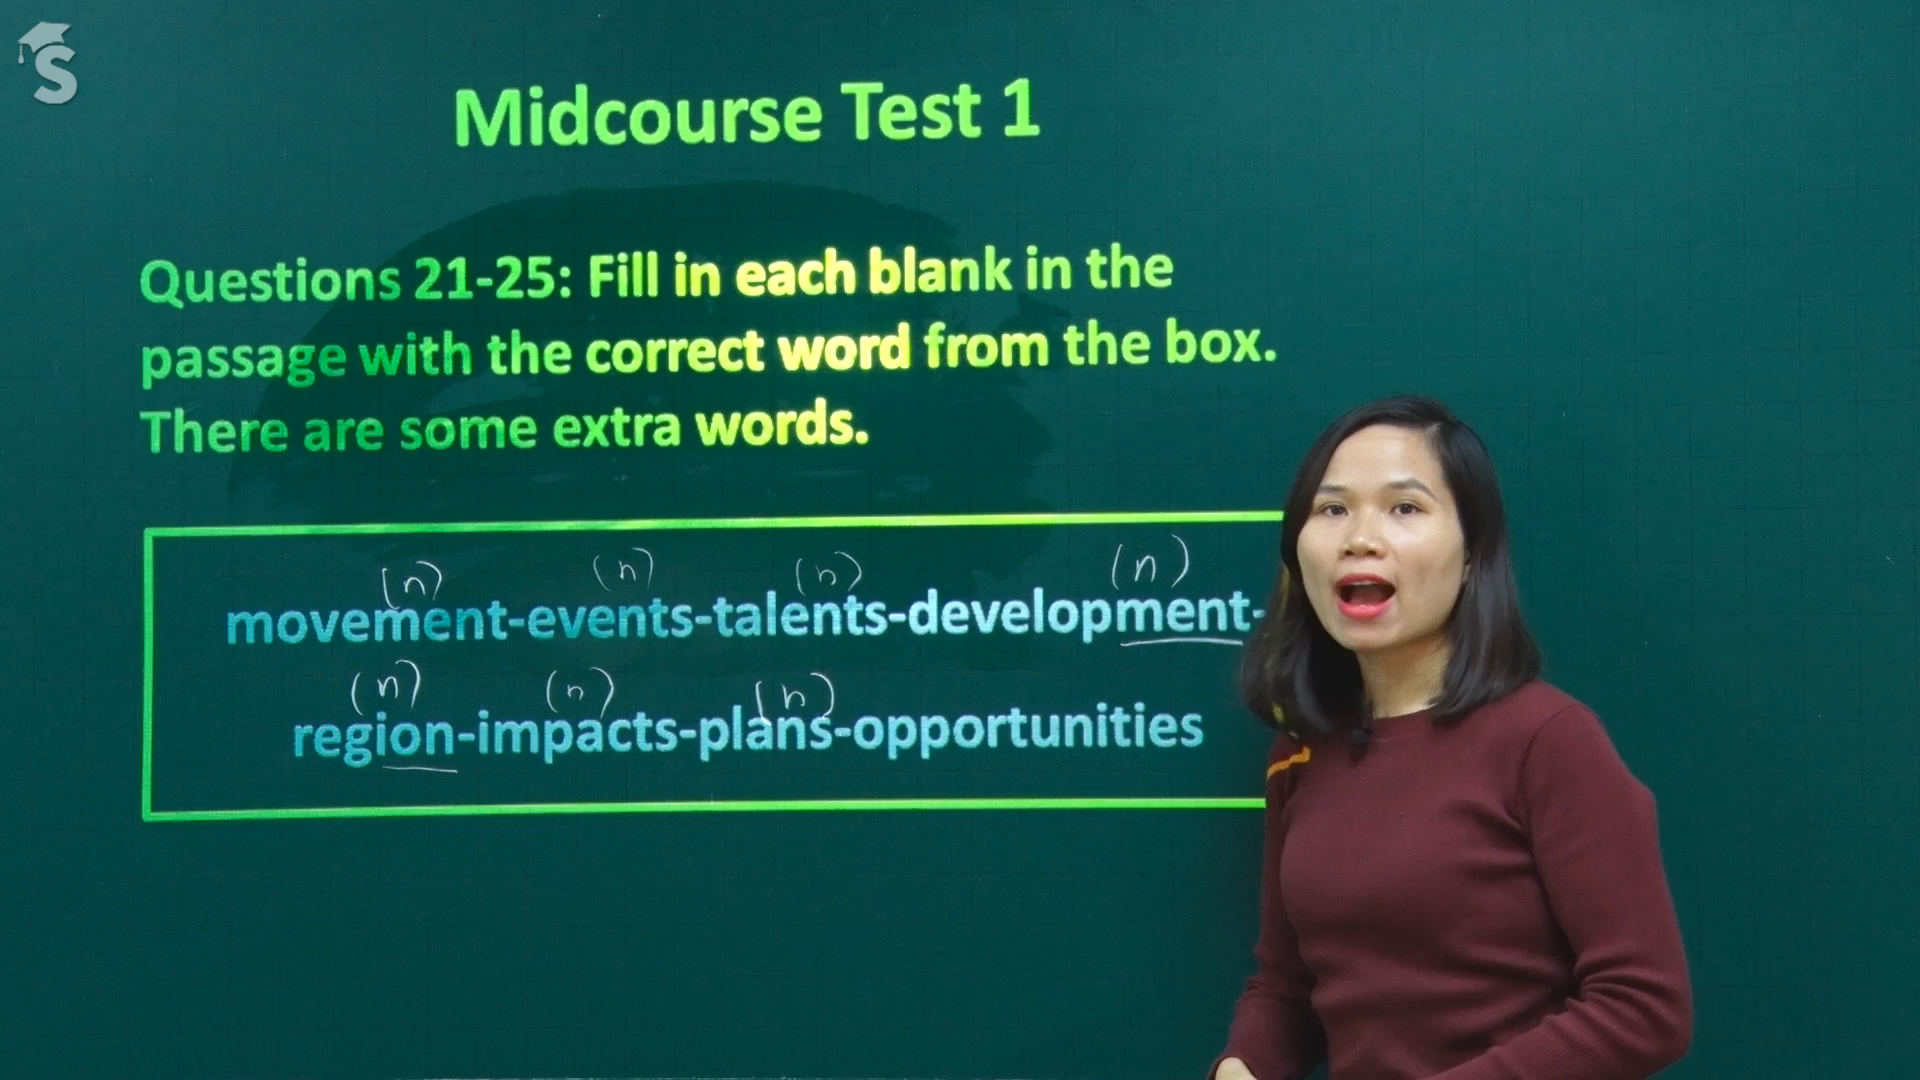 S
Midcourse Test 1
Questions 21-25: Fill in each blank in the
passage with the correct word from the box.
There are some extra words.
(n) (n) (n) (n)
movement-events-talents-development-
(n) (n) (n)
region-impacts-plans-opportunities